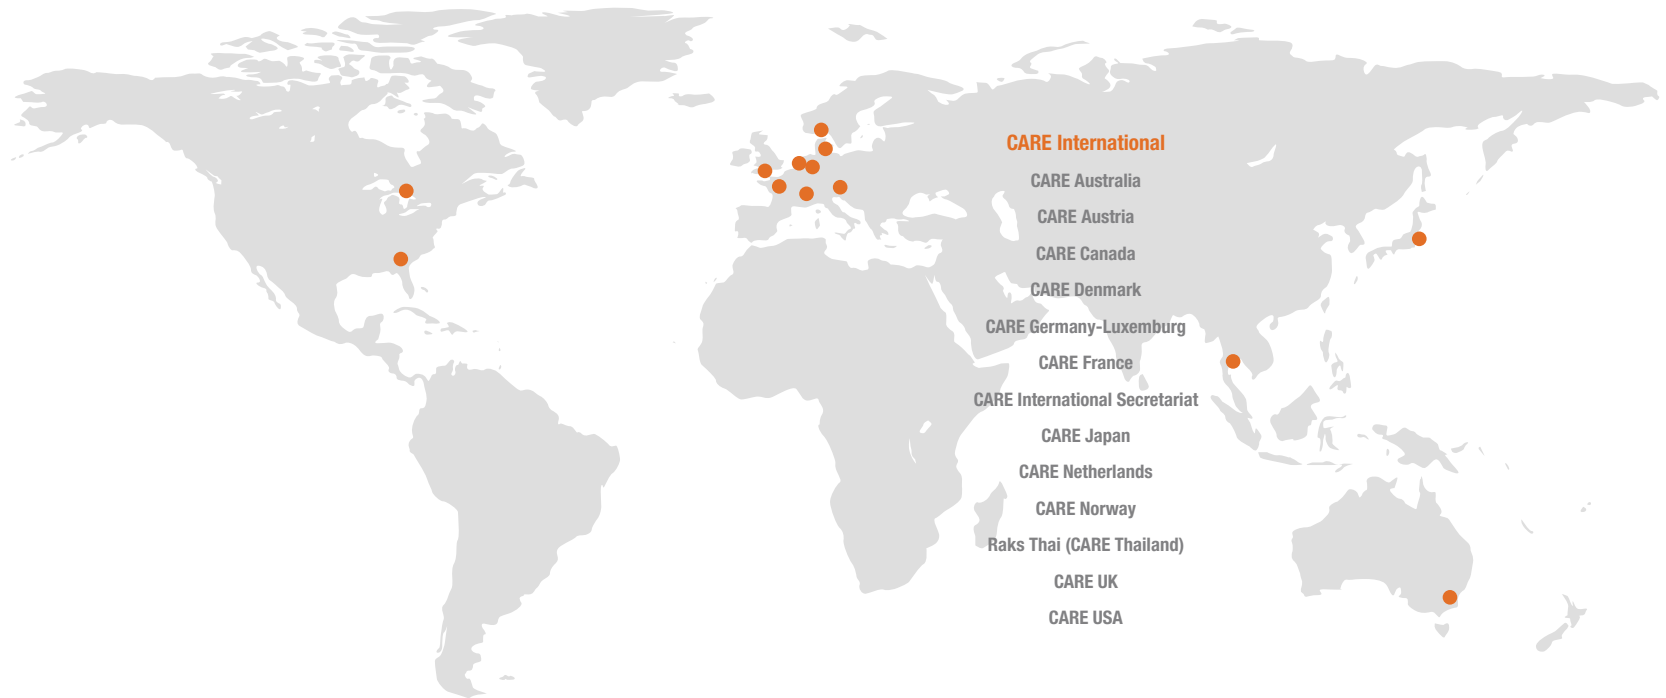 CARE International
CARE Australia
CARE Austria
CARE Canada
CARE Denmark
CARE Germany-Luxemburg
CARE France
CARE International Secretariat
CARE Japan
CARE Netherlands
CARE Norway
Raks Thai (CARE Thailand)
CARE UK
CARE USA